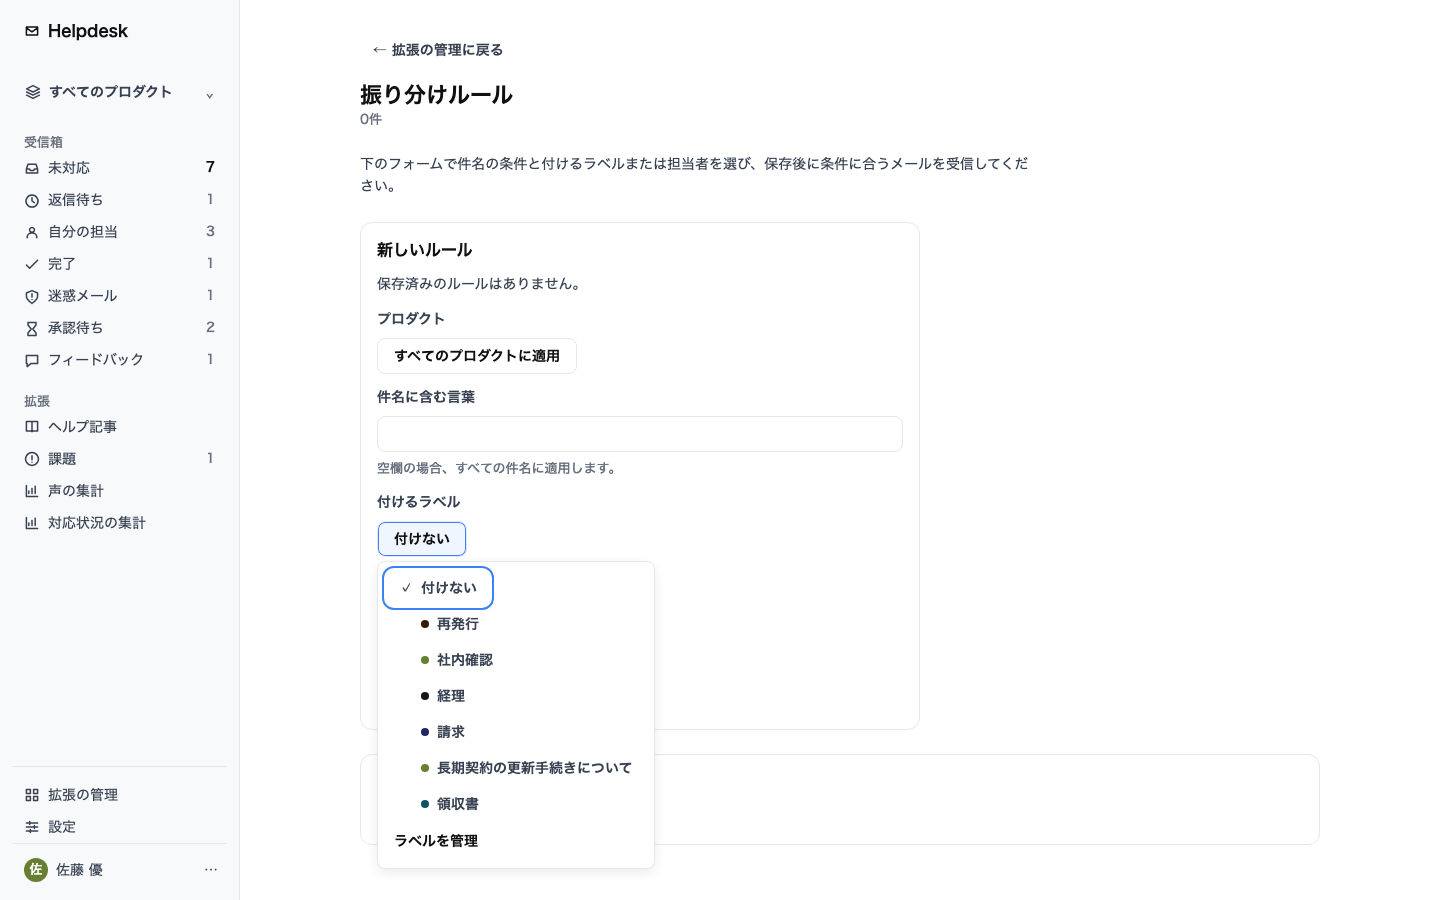 Helpdesk
すべてのプロダクト
受信箱
未対応 7
返信待ち 1
自分の担当 3
完了 1
迷惑メール 1
承認待ち 2
フィードバック 1
拡張
ヘルプ記事
課題 1
声の集計
対応状況の集計
拡張の管理
設定
佐 佐藤 優 …
← 拡張の管理に戻る
振り分けルール
0件
下のフォームで件名の条件と付けるラベルまたは担当者を選び、保存後に条件に合うメールを受信してくだ
さい。
新しいルール
保存済みのルールはありません。
プロダクト
すべてのプロダクトに適用
件名に含む言葉
空欄の場合、すべての件名に適用します。
付けるラベル
付けない
✓ 付けない
再発行
社内確認
経理
請求
長期契約の更新手続きについて
領収書
ラベルを管理